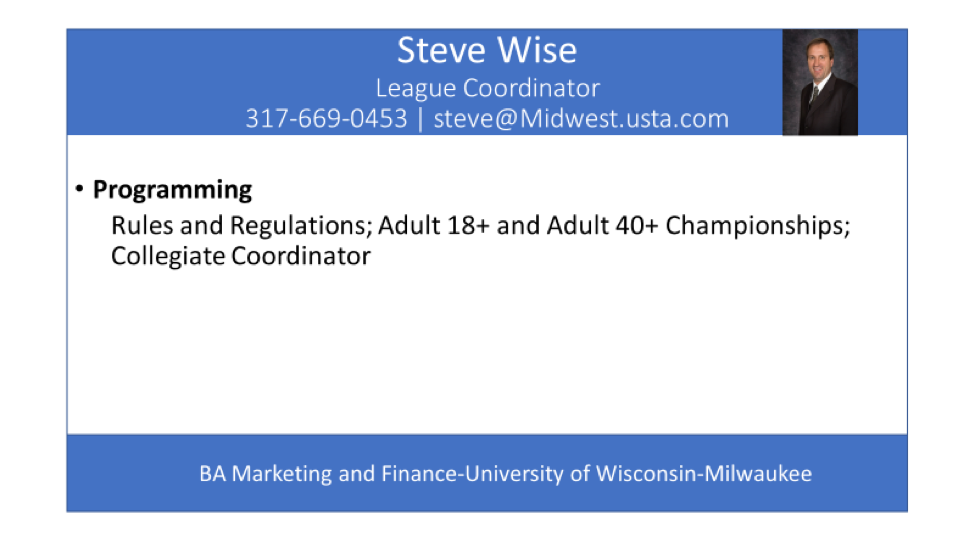 Steve Wise
League Coordinator
317-669-0453 | steve@Midwest.usta.com
• Programming
Rules and Regulations; Adult 18+ and Adult 40+ Championships;
Collegiate Coordinator
BA Marketing and Finance-University of Wisconsin-Milwaukee